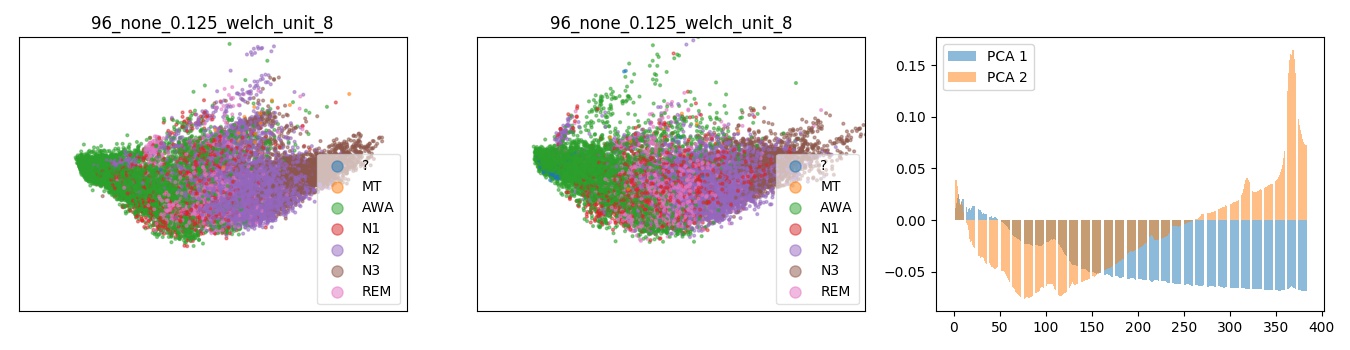 96_none_0.125_welch_unit_8
?
MT
AWA
N1
N2
N3
REM
96_none_0.125_welch_unit_8
?
MT
AWA
N1
N2
N3
REM
PCA 1
PCA 2
0.15
0.10
0.05
0.00
−0.05
0 50 100 150 200 250 300 350 400